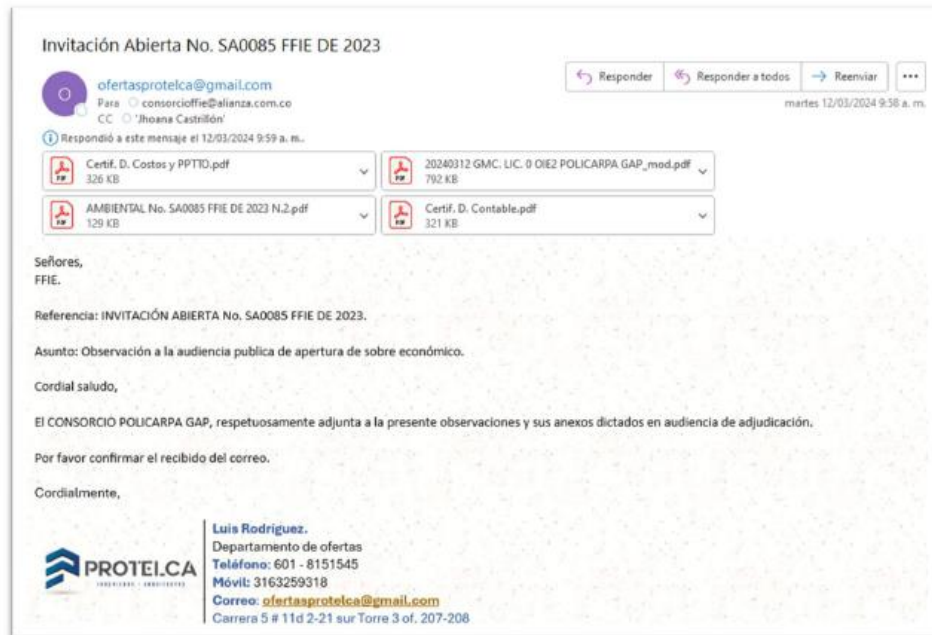 Invitación Abierta No. SA0085 FFIE DE 2023
O
ofertasprotelca@gmail.com
Para consorcioffie@alianza.com.co
CC 'Jhoana Castrillón'
Responder
Responder a todos
Reenviar
martes 12/03/2024 9:58 a. m.
Respondió a este mensaje el 12/03/2024 9:59 a. m..
Certif. D. Costos y PPTTO.pdf
326 KB
20240312 GMC. LIC. 0 OIE2 POLICARPA GAP_mod.pdf
792 KB
AMBIENTAL No. SA0085 FFIE DE 2023 N.2.pdf
129 KB
Certif. D. Contable.pdf
321 KB
Señores,
FFIE.
Referencia: INVITACIÓN ABIERTA No. SA0085 FFIE DE 2023.
Asunto: Observación a la audiencia publica de apertura de sobre económico.
Cordial saludo,
El CONSORCIO POLICARPA GAP, respetuosamente adjunta a la presente observaciones y sus anexos dictados en audiencia de adjudicación.
Por favor confirmar el recibido del correo.
Cordialmente,
PROTELCA
INGENIEROS - ARQUITECTOS
Luis Rodríguez.
Departamento de ofertas
Teléfono: 601 - 8151545
Móvil: 3163259318
Correo: ofertasprotelca@gmail.com
Carrera 5 # 11d 2-21 sur Torre 3 of. 207-208